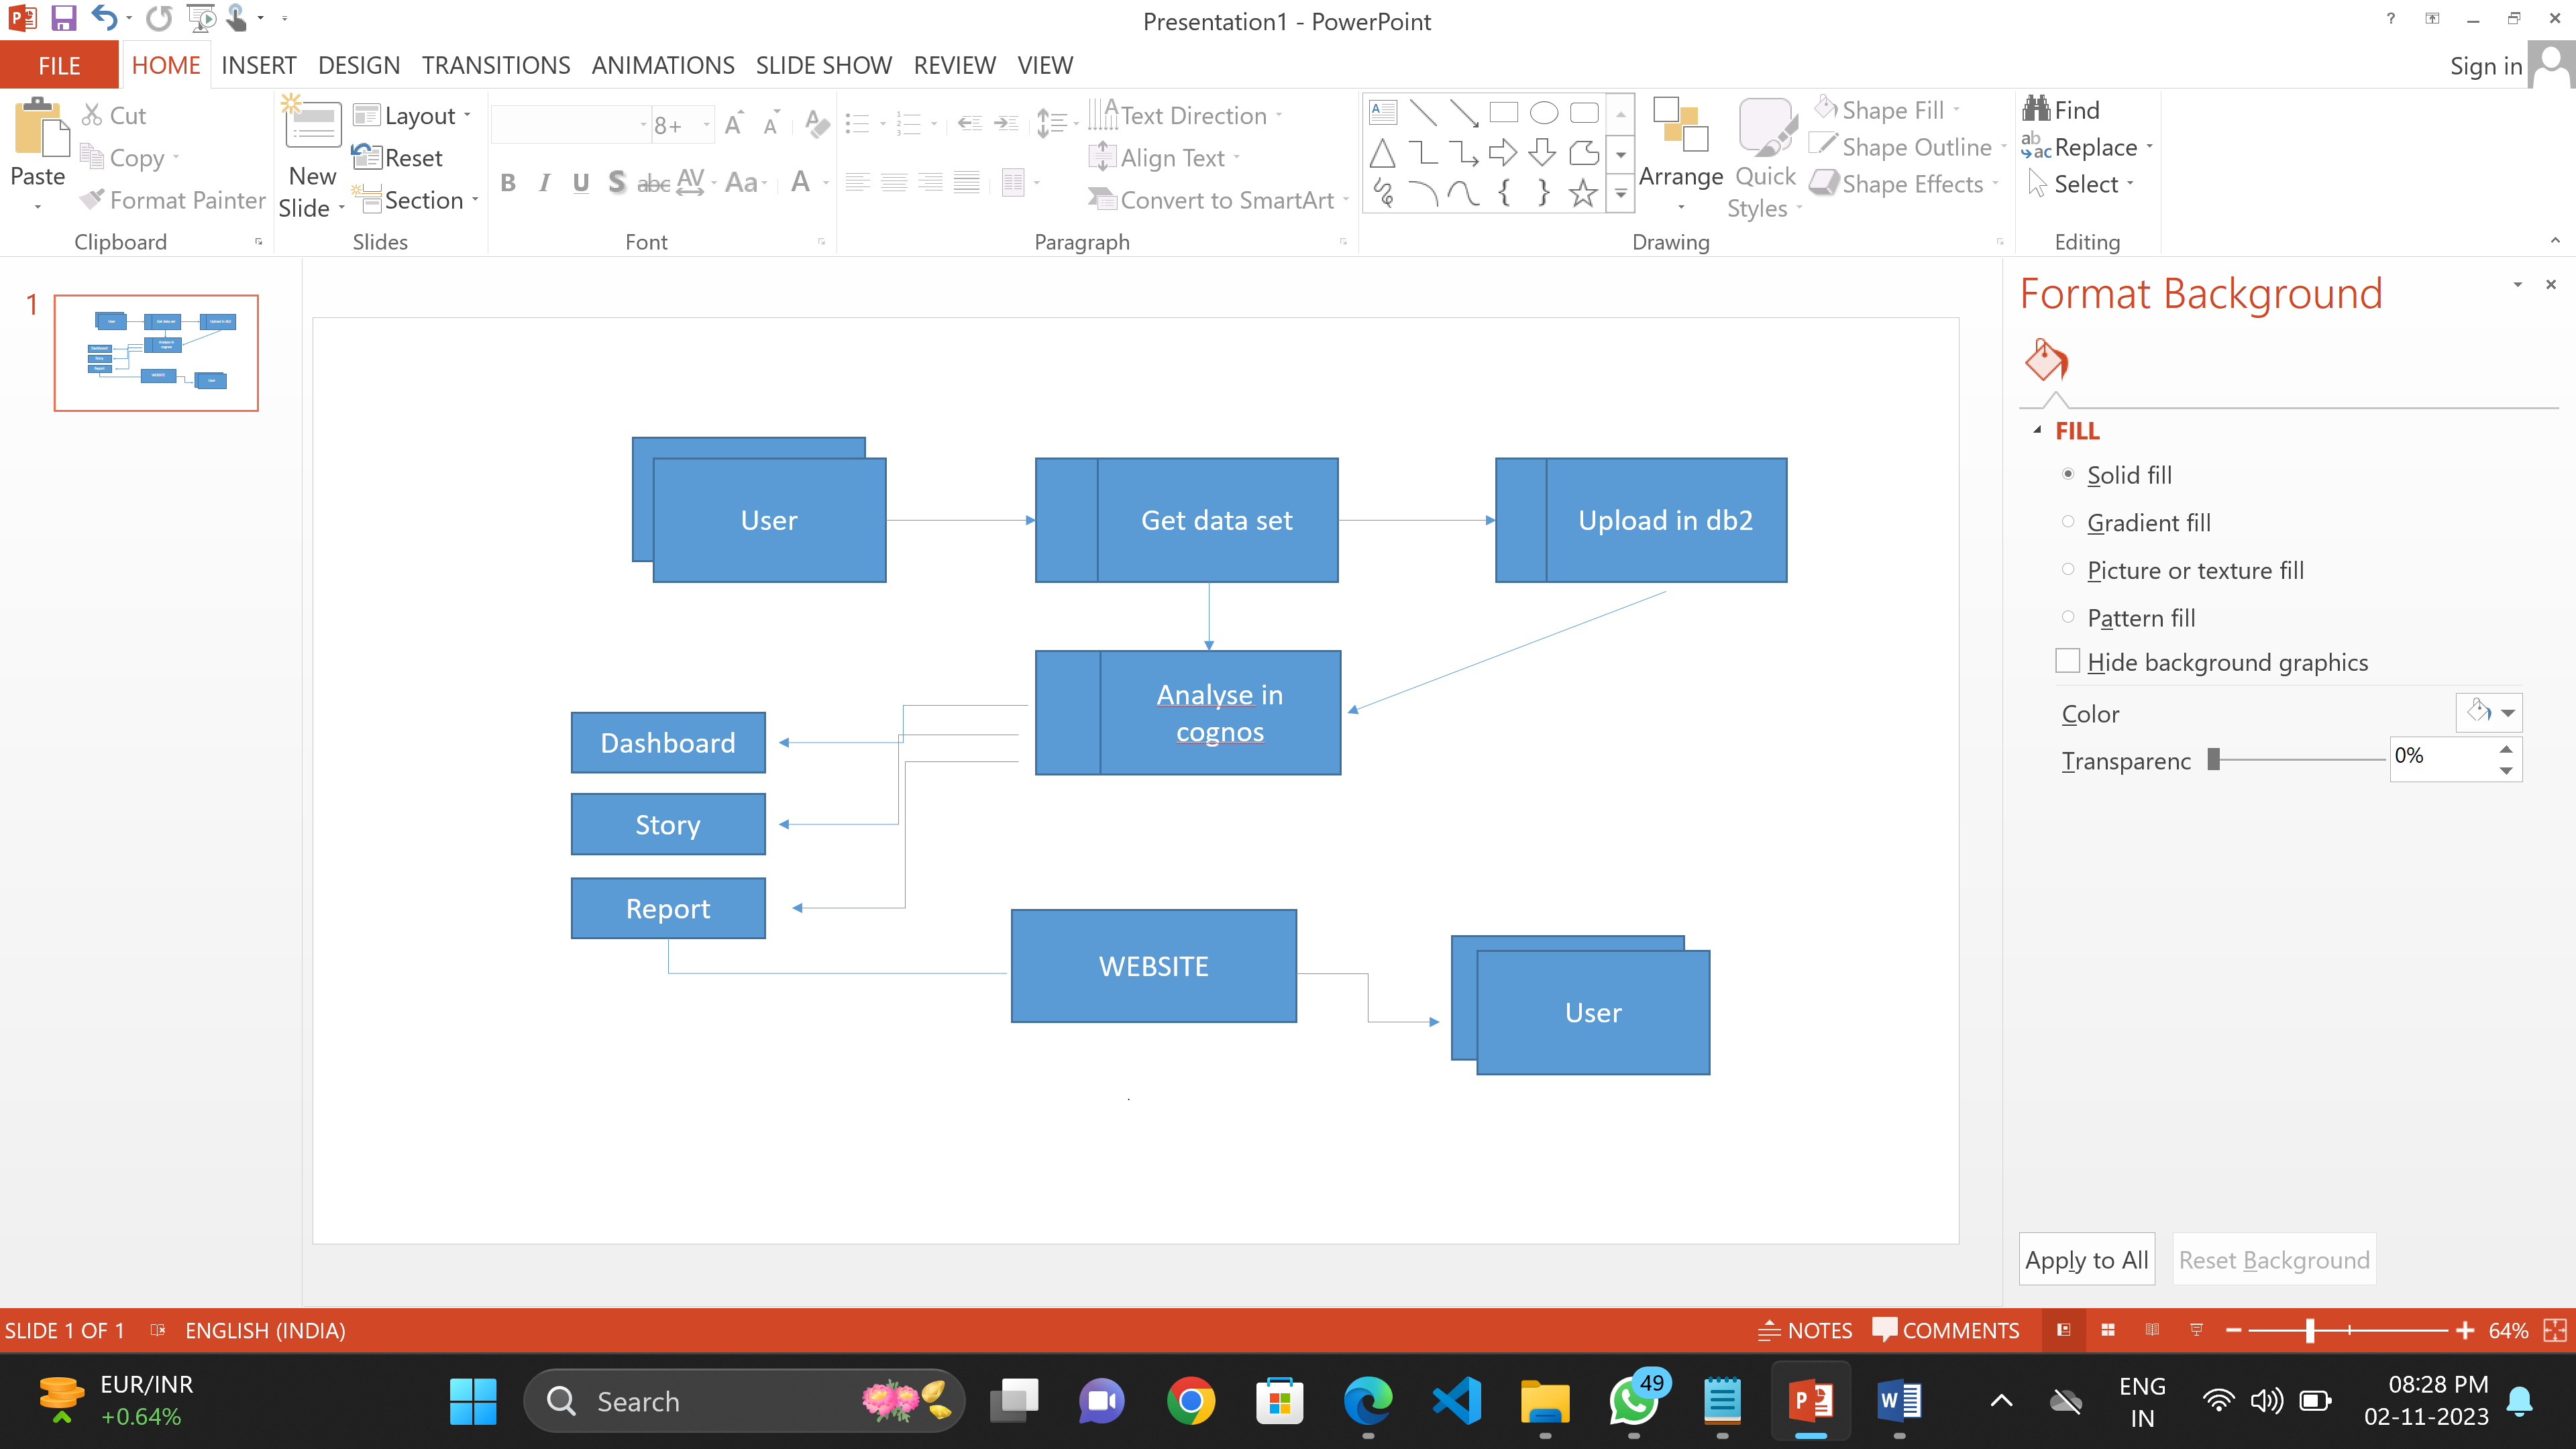 Presentation1 - PowerPoint
?
FILE HOME INSERT DESIGN TRANSITIONS ANIMATIONS SLIDE SHOW REVIEW VIEW
Sign in
Paste
Cut
Copy
Format Painter
Clipboard
New
Slide
Layout
Reset
Section
Slides
8+
B I U S abc AV Aa A
Font
Text Direction
Align Text
Convert to SmartArt
Paragraph
Arrange
Quick
Styles
Shape Fill
Shape Outline
Shape Effects
Drawing
Find
Replace
Select
Editing
1
User
Get data set
Upload in db2
Analyse in
cognos
Dashboard
Story
Report
WEBSITE
User
Format Background
FILL
Solid fill
Gradient fill
Picture or texture fill
Pattern fill
Hide background graphics
Color
Transparenc
0%
Apply to All
Reset Background
SLIDE 1 OF 1
ENGLISH (INDIA)
NOTES
COMMENTS
64%
EUR/INR
+0.64%
Search
49
ENG
IN
08:28 PM
02-11-2023